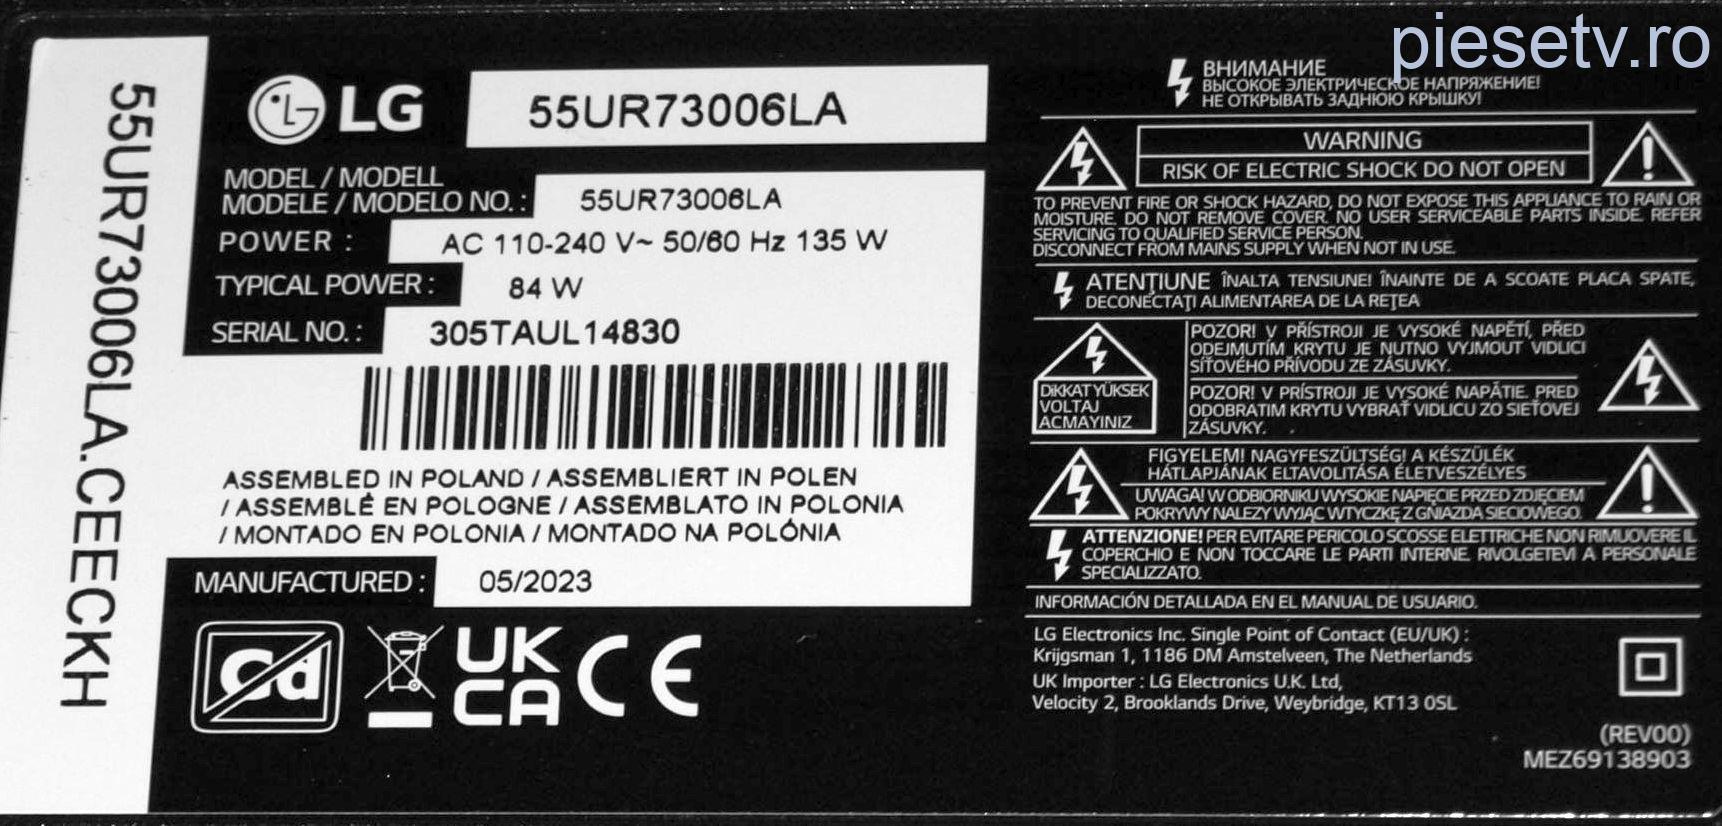 piesetv.ro
55UR73006LA.CEECKH
LG
55UR73006LA
MODEL / MODELL
MODELE / MODELO NO. :
55UR73006LA
POWER :
AC 110-240 V~ 50/60 Hz 135 W
TYPICAL POWER :
84 W
SERIAL NO. :
305TAUL14830
ASSEMBLED IN POLAND / ASSEMBLIERT IN POLEN
/ ASSEMBLÉ EN POLOGNE / ASSEMBLATO IN POLONIA
/ MONTADO EN POLONIA / MONTADO NA POLÓNIA
MANUFACTURED :
05/2023
Cd
UK
CA
CE
ВНИМАНИЕ
ВЫСОКОЕ ЭЛЕКТРИЧЕСКОЕ НАПРЯЖЕНИЕ!
НЕ ОТКРЫВАТЬ ЗАДНЮЮ КРЫШКУ!
WARNING
RISK OF ELECTRIC SHOCK DO NOT OPEN
TO PREVENT FIRE OR SHOCK HAZARD, DO NOT EXPOSE THIS APPLIANCE TO RAIN OR
MOISTURE. DO NOT REMOVE COVER. NO USER SERVICEABLE PARTS INSIDE. REFER
SERVICING TO QUALIFIED SERVICE PERSON.
DISCONNECT FROM MAINS SUPPLY WHEN NOT IN USE.
ATENŢIUNE ÎNALTA TENSIUNE! ÎNAINTE DE A SCOATE PLACA SPATE,
DECONECTAŢI ALIMENTAREA DE LA REŢEA
DIKKAT YÜKSEK
VOLTAJ
ACMAYINIZ
POZOR! V PŘÍSTROJI JE VYSOKÉ NAPĚTÍ, PŘED
ODEJMUTÍM KRYTU JE NUTNO VYJMOUT VIDLICI
SÍŤOVÉHO PŘÍVODU ZE ZÁSUVKY.
POZOR! V PRÍSTROJI JE VYSOKÉ NAPÄTIE. PRED
ODOBRATIM KRYTU VYBRAŤ VIDLICU ZO SIEŤOVEJ
ZÁSUVKY.
FIGYELEM! NAGYFESZÜLTSÉG! A KÉSZÜLÉK
HÁTLAPJÁNAK ELTAVOLITÁSA ÉLETVESZÉLYES
UWAGA! W ODBIORNIKU WYSOKIE NAPIĘCIE PRZED ZDJĘCIEM
POKRYWY NALEZY WYJĄC WTYCZKĘ Z GNIAZDA SIECIOWEGO.
ATTENZIONE! PER EVITARE PERICOLO SCOSSE ELETTRICHE NON RIMUOVERE IL
COPERCHIO E NON TOCCARE LE PARTI INTERNE. RIVOLGETEVI A PERSONALE
SPECIALIZZATO.
INFORMACIÓN DETALLADA EN EL MANUAL DE USUARIO.
LG Electronics Inc. Single Point of Contact (EU/UK) :
Krijgsman 1, 1186 DM Amstelveen, The Netherlands
UK Importer : LG Electronics U.K. Ltd,
Velocity 2, Brooklands Drive, Weybridge, KT13 0SL
(REV00)
MEZ69138903